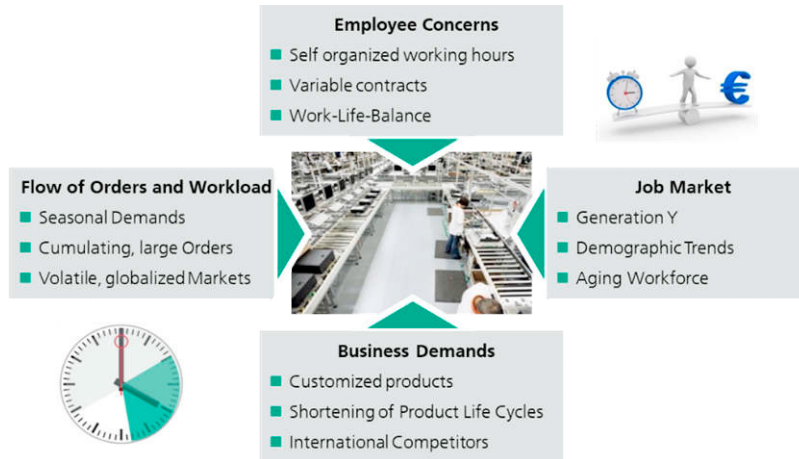 Employee Concerns
Self organized working hours
Variable contracts
Work-Life-Balance
€
Flow of Orders and Workload
Seasonal Demands
Cumulating, large Orders
Volatile, globalized Markets
Job Market
Generation Y
Demographic Trends
Aging Workforce
Business Demands
Customized products
Shortening of Product Life Cycles
International Competitors